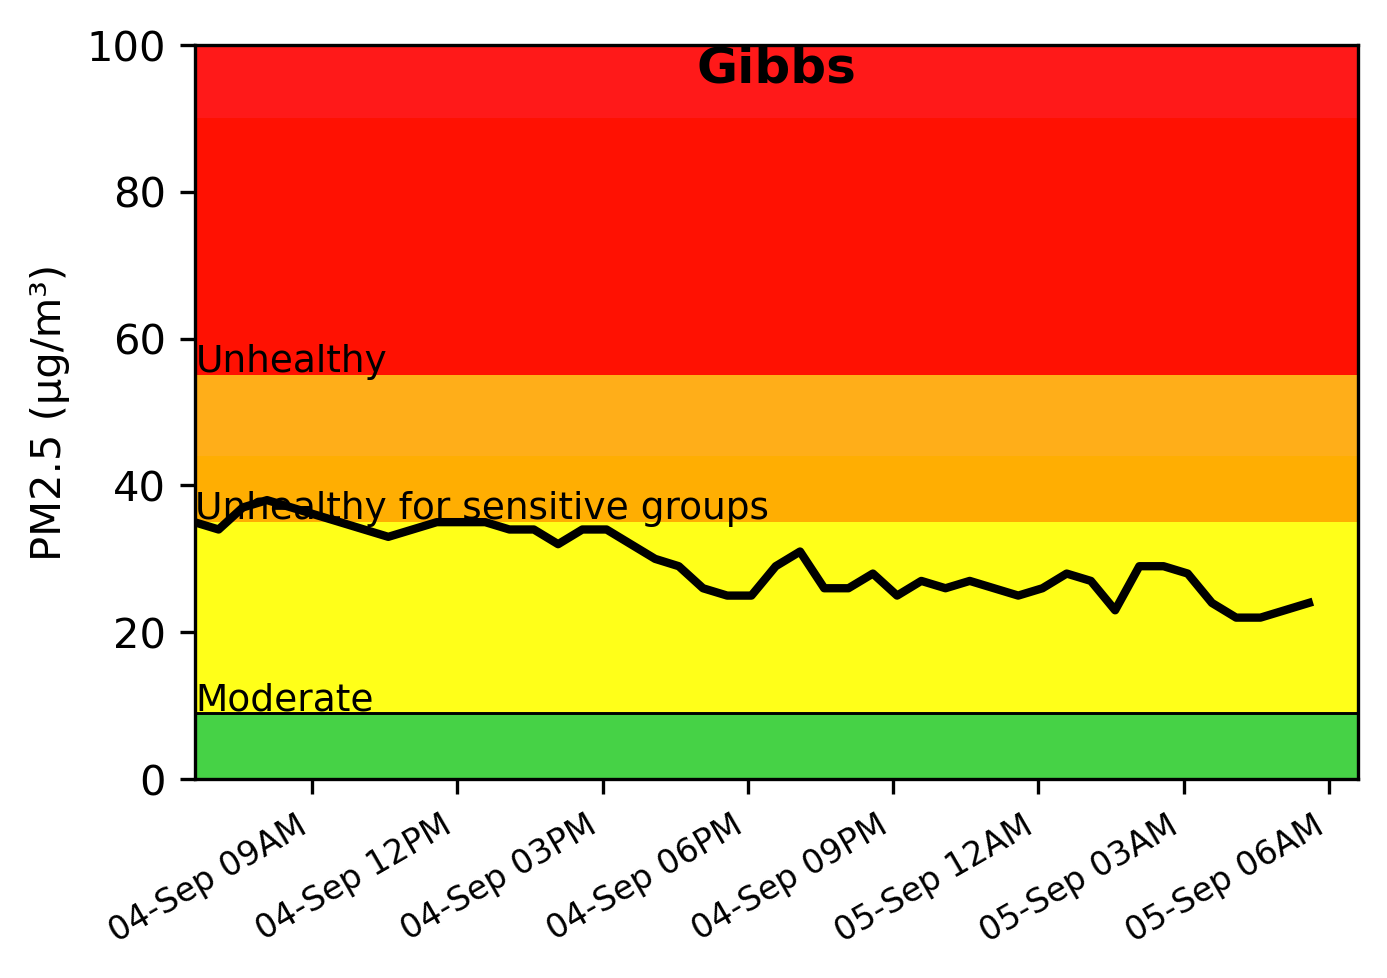 Gibbs
100
80
60
40
20
0
PM2.5 (µg/m³)
Unhealthy
Unhealthy for sensitive groups
Moderate
04-Sep 09AM
04-Sep 12PM
04-Sep 03PM
04-Sep 06PM
04-Sep 09PM
05-Sep 12AM
05-Sep 03AM
05-Sep 06AM